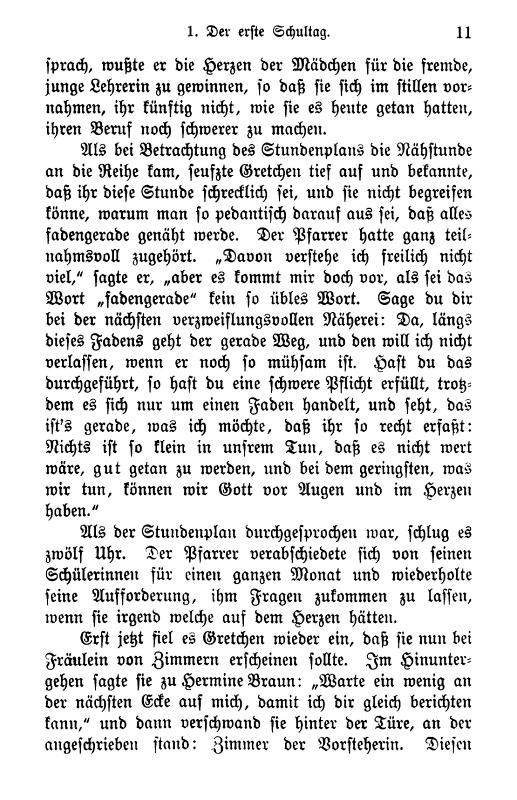 1. Der erste Schultag. 11
sprach, wußte er die Herzen der Mädchen für die fremde,
junge Lehrerin zu gewinnen, so daß sie sich im stillen vor-
nahmen, ihr künftig nicht, wie sie es heute getan hatten,
ihren Beruf noch schwerer zu machen.
Als bei Betrachtung des Stundenplans die Nähstunde
an die Reihe kam, seufzte Gretchen tief auf und bekannte,
daß ihr diese Stunde schrecklich sei, und sie nicht begreifen
könne, warum man so pedantisch darauf aus sei, daß alles
fadengerade genäht werde. Der Pfarrer hatte ganz teil-
nahmsvoll zugehört. „Davon verstehe ich freilich nicht
viel,“ sagte er, „aber es kommt mir doch vor, als sei das
Wort „fadengerade“ kein so übles Wort. Sage du dir
bei der nächsten verzweiflungsvollen Näherei: Da, längs
dieses Fadens geht der gerade Weg, und den will ich nicht
verlassen, wenn er noch so mühsam ist. Hast du das
durchgeführt, so hast du eine schwere Pflicht erfüllt, trotz-
dem es sich nur um einen Faden handelt, und seht, das
ist's gerade, was ich möchte, daß ihr so recht erfaßt:
Nichts ist so klein in unsrem Tun, daß es nicht wert
wäre, gut getan zu werden, und bei dem geringsten, was
wir tun, können wir Gott vor Augen und im Herzen
haben.“
Als der Stundenplan durchgesprochen war, schlug es
zwölf Uhr. Der Pfarrer verabschiedete sich von seinen
Schülerinnen für einen ganzen Monat und wiederholte
seine Aufforderung, ihm Fragen zukommen zu lassen,
wenn sie irgend welche auf dem Herzen hätten.
Erst jetzt fiel es Gretchen wieder ein, daß sie nun bei
Fräulein von Zimmern erscheinen sollte. Im Hinunter-
gehen sagte sie zu Hermine Braun: „Warte ein wenig an
der nächsten Ecke auf mich, damit ich dir gleich berichten
kann,“ und dann verschwand sie hinter der Türe, an der
angeschrieben stand: Zimmer der Vorsteherin. Diesen